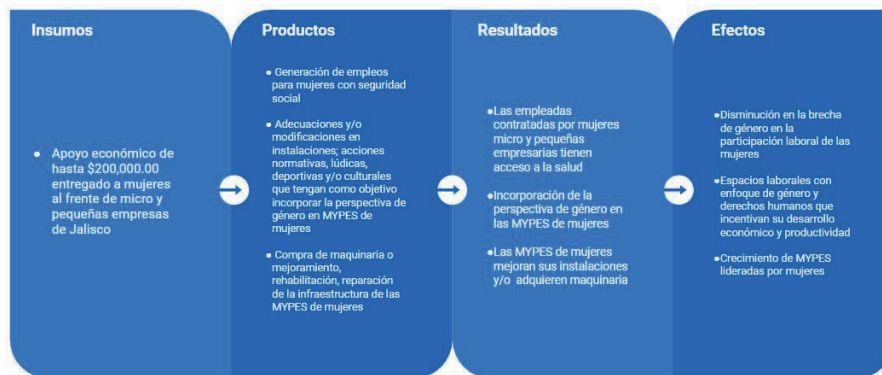 Insumos
● Apoyo económico de
hasta $200,000.00
entregado a mujeres
al frente de micro y
pequeñas empresas
de Jalisco
Productos
● Generación de empleos
para mujeres con seguridad
social
● Adecuaciones y/o
modificaciones en
instalaciones; acciones
normativas, lúdicas,
deportivas y/o culturales
que tengan como objetivo
incorporar la perspectiva de
género en MYPES de
mujeres
● Compra de maquinaria o
mejoramiento,
rehabilitación, reparación
de la infraestructura de las
MYPES de mujeres
Resultados
●Las empleadas
contratadas por mujeres
micro y pequeñas
empresarias tienen
acceso a la salud
●Incorporación de la
perspectiva de género en
las MYPES de mujeres
●Las MYPES de mujeres
mejoran sus instalaciones
y/o adquieren maquinaria
Efectos
●Disminución en la brecha
de género en la
participación laboral de las
mujeres
●Espacios laborales con
enfoque de género y
derechos humanos que
incentivan su desarrollo
económico y productividad
●Crecimiento de MYPES
lideradas por mujeres